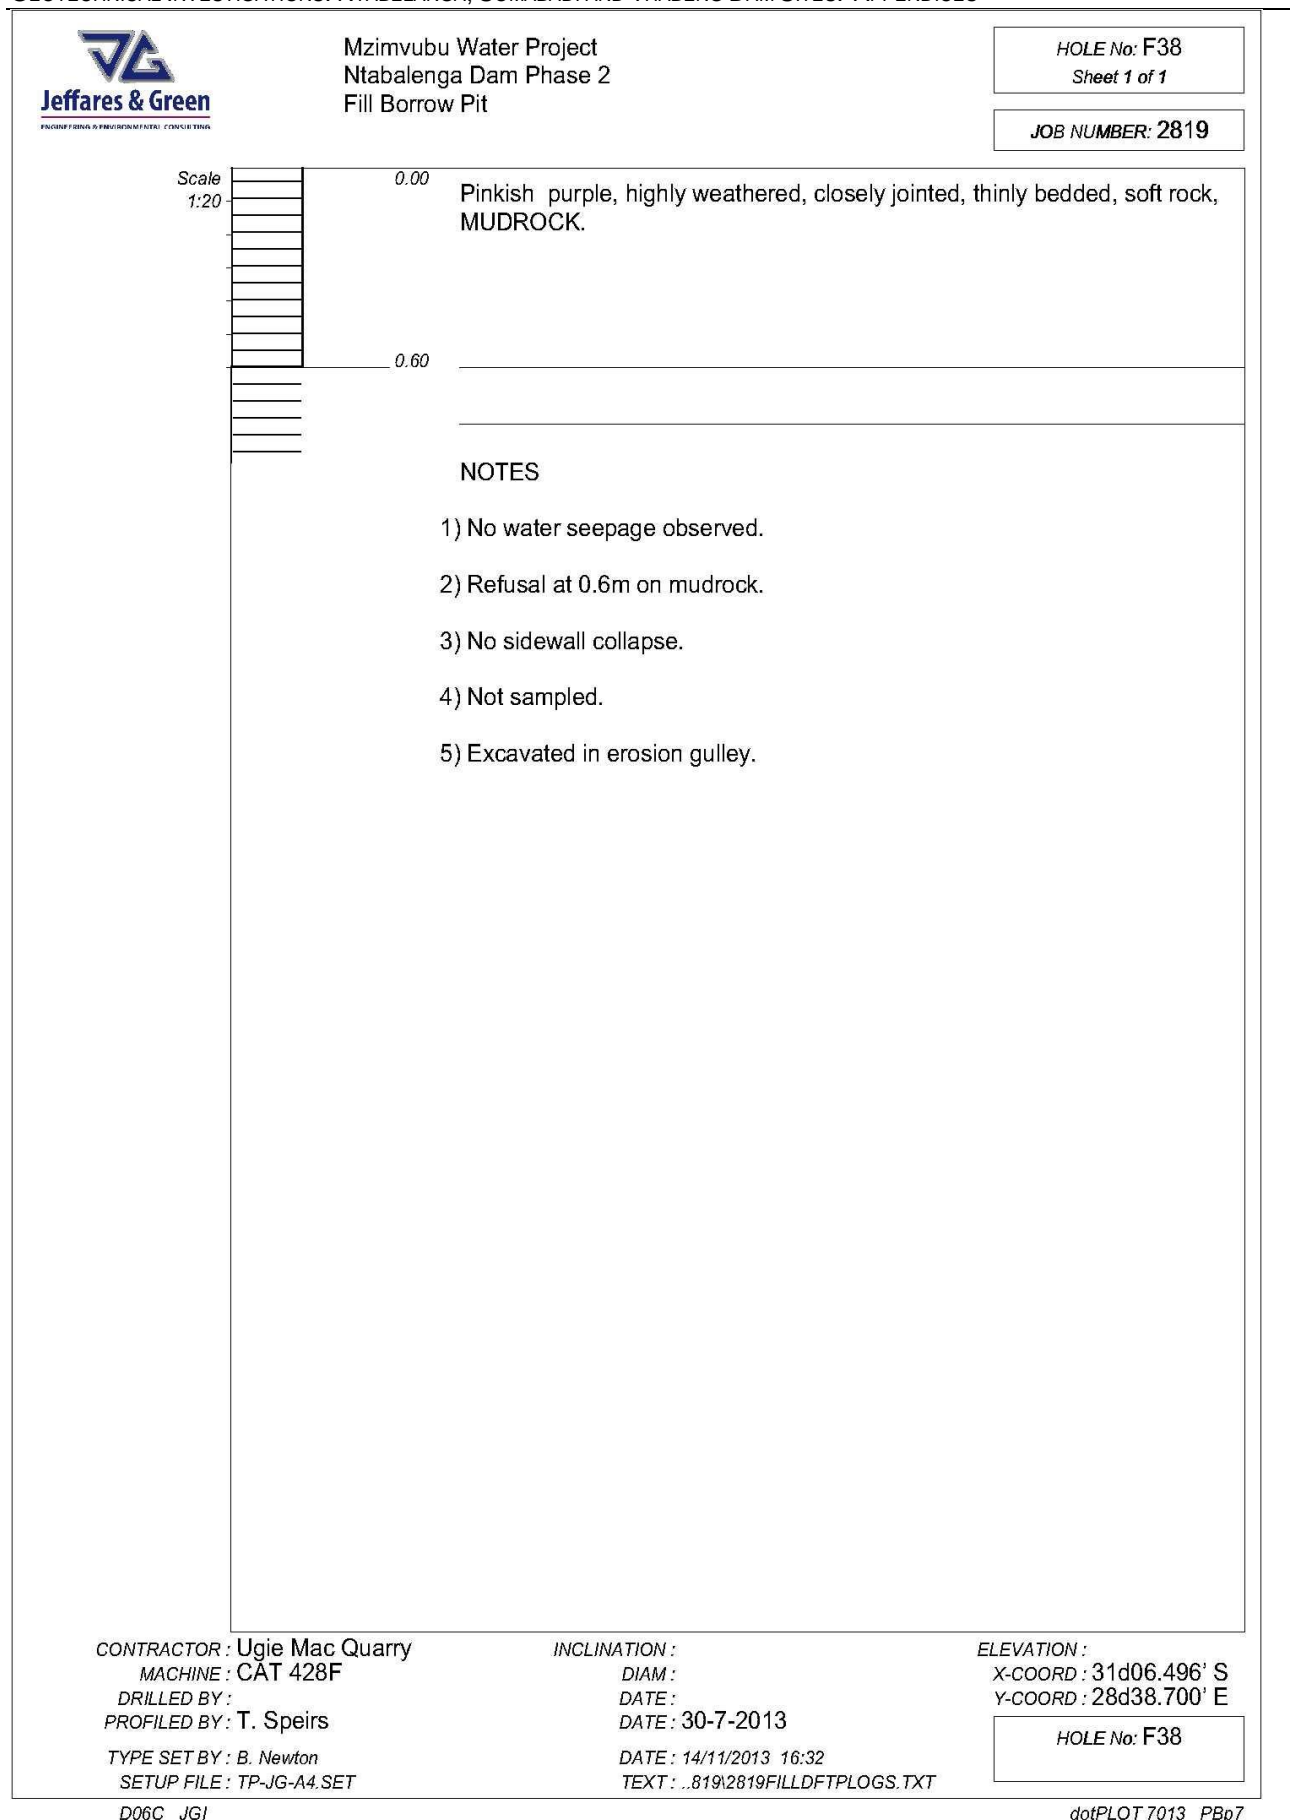 Mzimvubu Water Project
Ntabalenga Dam Phase 2
Fill Borrow Pit
HOLE No: F38
Sheet 1 of 1
JOB NUMBER: 2819
Jeffares & Green
ENGINEERING & ENVIRONMENTAL CONSULTING
Scale
1:20
0.00
Pinkish purple, highly weathered, closely jointed, thinly bedded, soft rock,
MUDROCK.
0.60
NOTES
1) No water seepage observed.
2) Refusal at 0.6m on mudrock.
3) No sidewall collapse.
4) Not sampled.
5) Excavated in erosion gulley.
CONTRACTOR : Ugie Mac Quarry
MACHINE : CAT 428F
DRILLED BY :
PROFILED BY : T. Speirs
TYPE SET BY : B. Newton
SETUP FILE : TP-JG-A4.SET
INCLINATION :
DIAM :
DATE :
DATE : 30-7-2013
DATE : 14/11/2013 16:32
TEXT : ..819\2819FILLDFTPLOGS.TXT
ELEVATION :
X-COORD : 31d06.496' S
Y-COORD : 28d38.700' E
HOLE No: F38
D06C JGI
dotPLOT 7013 PBp7